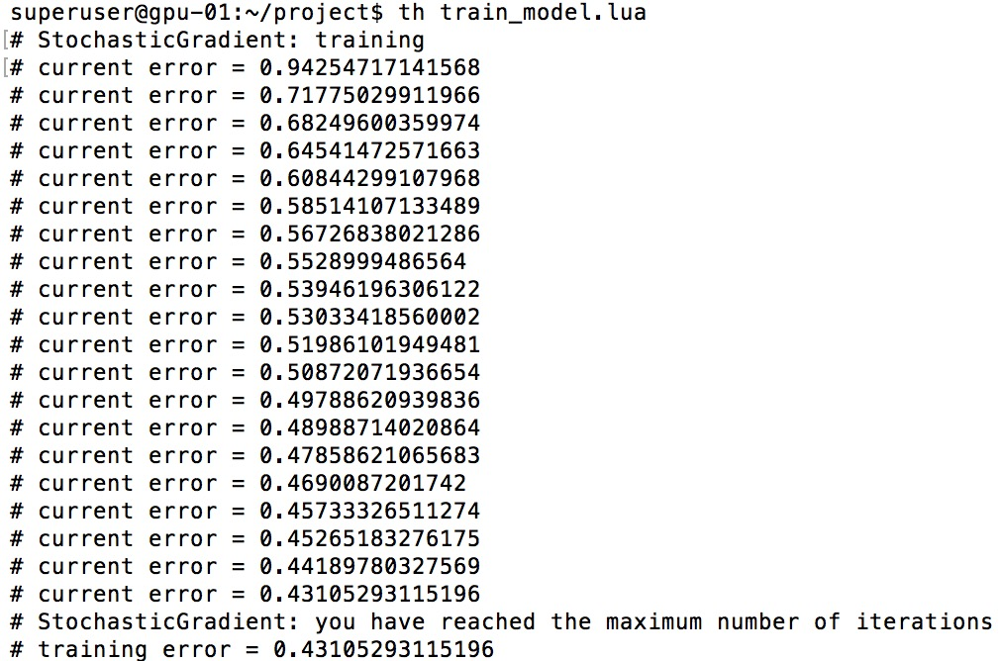 superuser@gpu-01:~/project$ th train_model.lua
[# StochasticGradient: training
[# current error = 0.94254717141568
# current error = 0.71775029911966
# current error = 0.68249600359974
# current error = 0.64541472571663
# current error = 0.60844299107968
# current error = 0.58514107133489
# current error = 0.56726838021286
# current error = 0.5528999486564
# current error = 0.53946196306122
# current error = 0.53033418560002
# current error = 0.51986101949481
# current error = 0.50872071936654
# current error = 0.49788620939836
# current error = 0.48988714020864
# current error = 0.47858621065683
# current error = 0.4690087201742
# current error = 0.45733326511274
# current error = 0.45265183276175
# current error = 0.44189780327569
# current error = 0.43105293115196
# StochasticGradient: you have reached the maximum number of iterations
# training error = 0.43105293115196